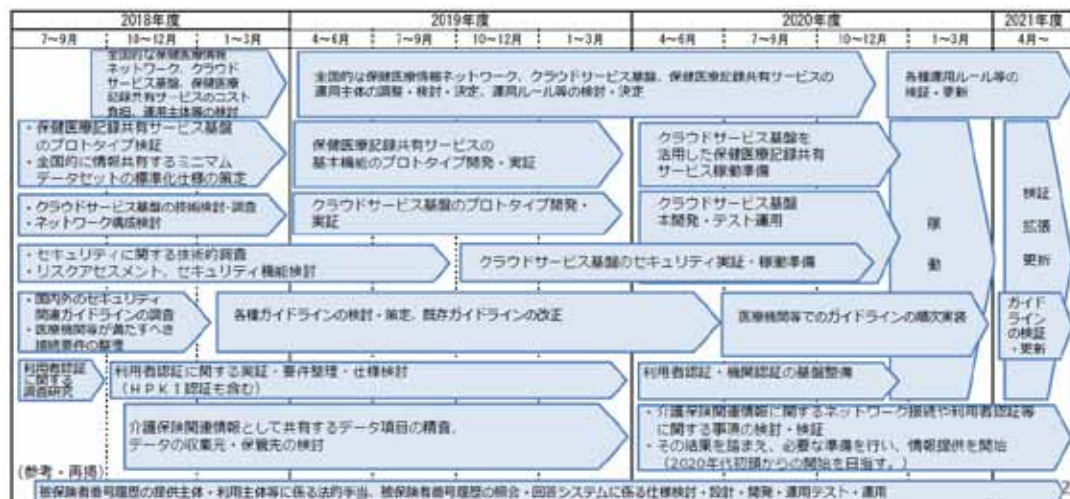 2018年度
2019年度
2020年度
2021年度
7～9月
10～12月
1～3月
4～6月
7～9月
10～12月
1～3月
4～6月
7～9月
10～12月
1～3月
4月～
全国的な保健医療情報
ネットワーク、クラウド
サービス基盤、保健医療
記録共有サービスのコスト
負担、運用主体等の検討
全国的な保健医療情報ネットワーク、クラウドサービス基盤、保健医療記録共有サービスの
運用主体の調整・検討・決定、運用ルール等の検討・決定
各種運用ルール等の
検証・更新
・保健医療記録共有サービス基盤
のプロトタイプ検証
・全国的に情報共有するミニマム
データセットの標準化仕様の策定
保健医療記録共有サービスの
基本機能のプロトタイプ開発・実証
クラウドサービス基盤を
活用した保健医療記録共有
サービス稼動準備
・クラウドサービス基盤の技術検討・調査
・ネットワーク構成検討
クラウドサービス基盤のプロトタイプ開発・
実証
クラウドサービス基盤
本開発・テスト運用
稼
動
検証
拡張
更新
・セキュリティに関する技術的調査
・リスクアセスメント、セキュリティ機能検討
クラウドサービス基盤のセキュリティ実証・稼動準備
・国内外のセキュリティ
関連ガイドラインの調査
・医療機関等が満たすべき
接続要件の整理
各種ガイドラインの検討・策定、既存ガイドラインの改正
医療機関等でのガイドラインの順次実装
ガイド
ラインの検証
・更新
利用者認証
に関する
調査研究
利用者認証に関する実証・要件整理・仕様検討
（ＨＰＫＩ認証も含む）
利用者認証・機関認証の基盤整備
介護保険関連情報として共有するデータ項目の精査、
データの収集元・保管先の検討
・介護保険関連情報に関するネットワーク接続や利用者認証等
に関する事項の検討・検証
・その結果を踏まえ、必要な準備を行い、情報提供を開始
（2020年代初頭からの開始を目指す。）
（参考・再掲）
被保険者番号履歴の提供主体・利用主体等に係る法的手当、被保険者番号履歴の照会・回答システムに係る仕様検討・設計・開発・運用テスト・運用
2